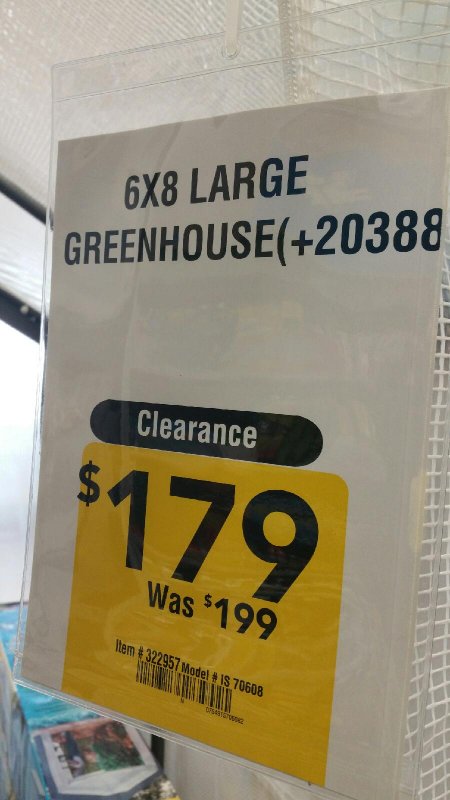 6X8 LARGE
GREENHOUSE(+20388
Clearance
$179
Was $199
Item # 322957 Model # IS 70608